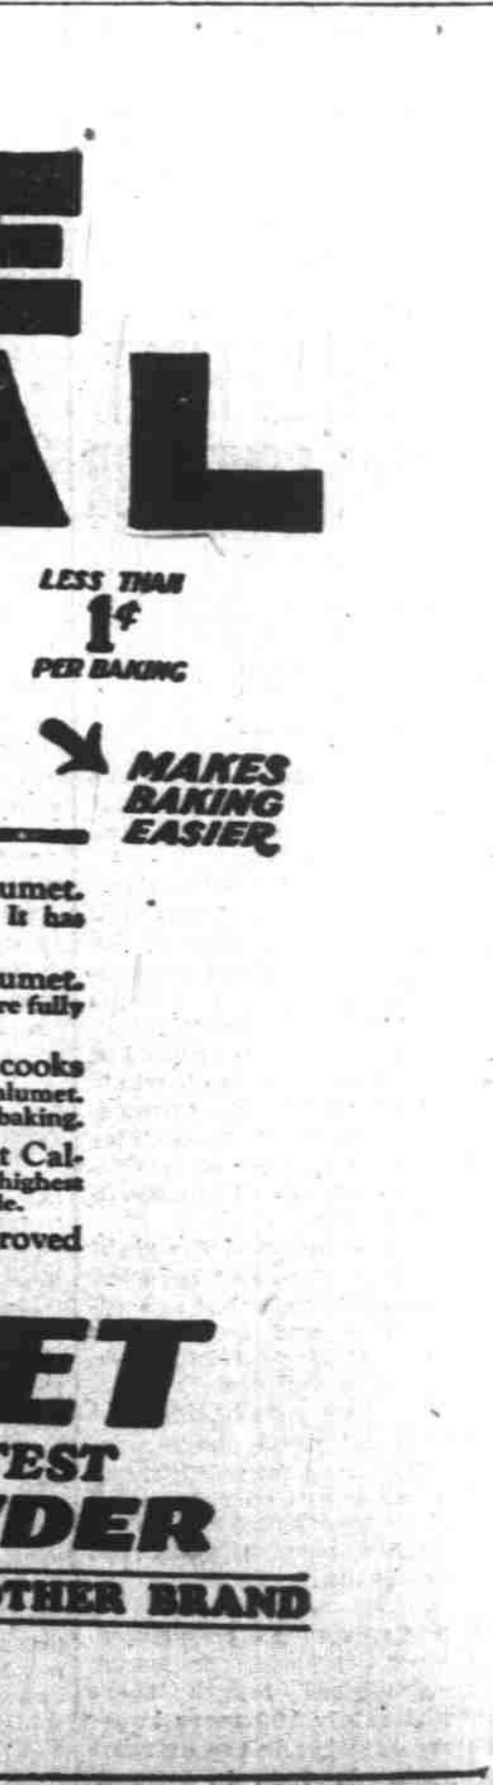 E
AL
LESS THAN
1¢
PER BAKING
MAKES
BAKING
EASIER
umet.
It has
umet.
re fully
cooks
alumet.
baking.
t Cal-
highest
le.
roved
ET
TEST
DER
OTHER BRAND